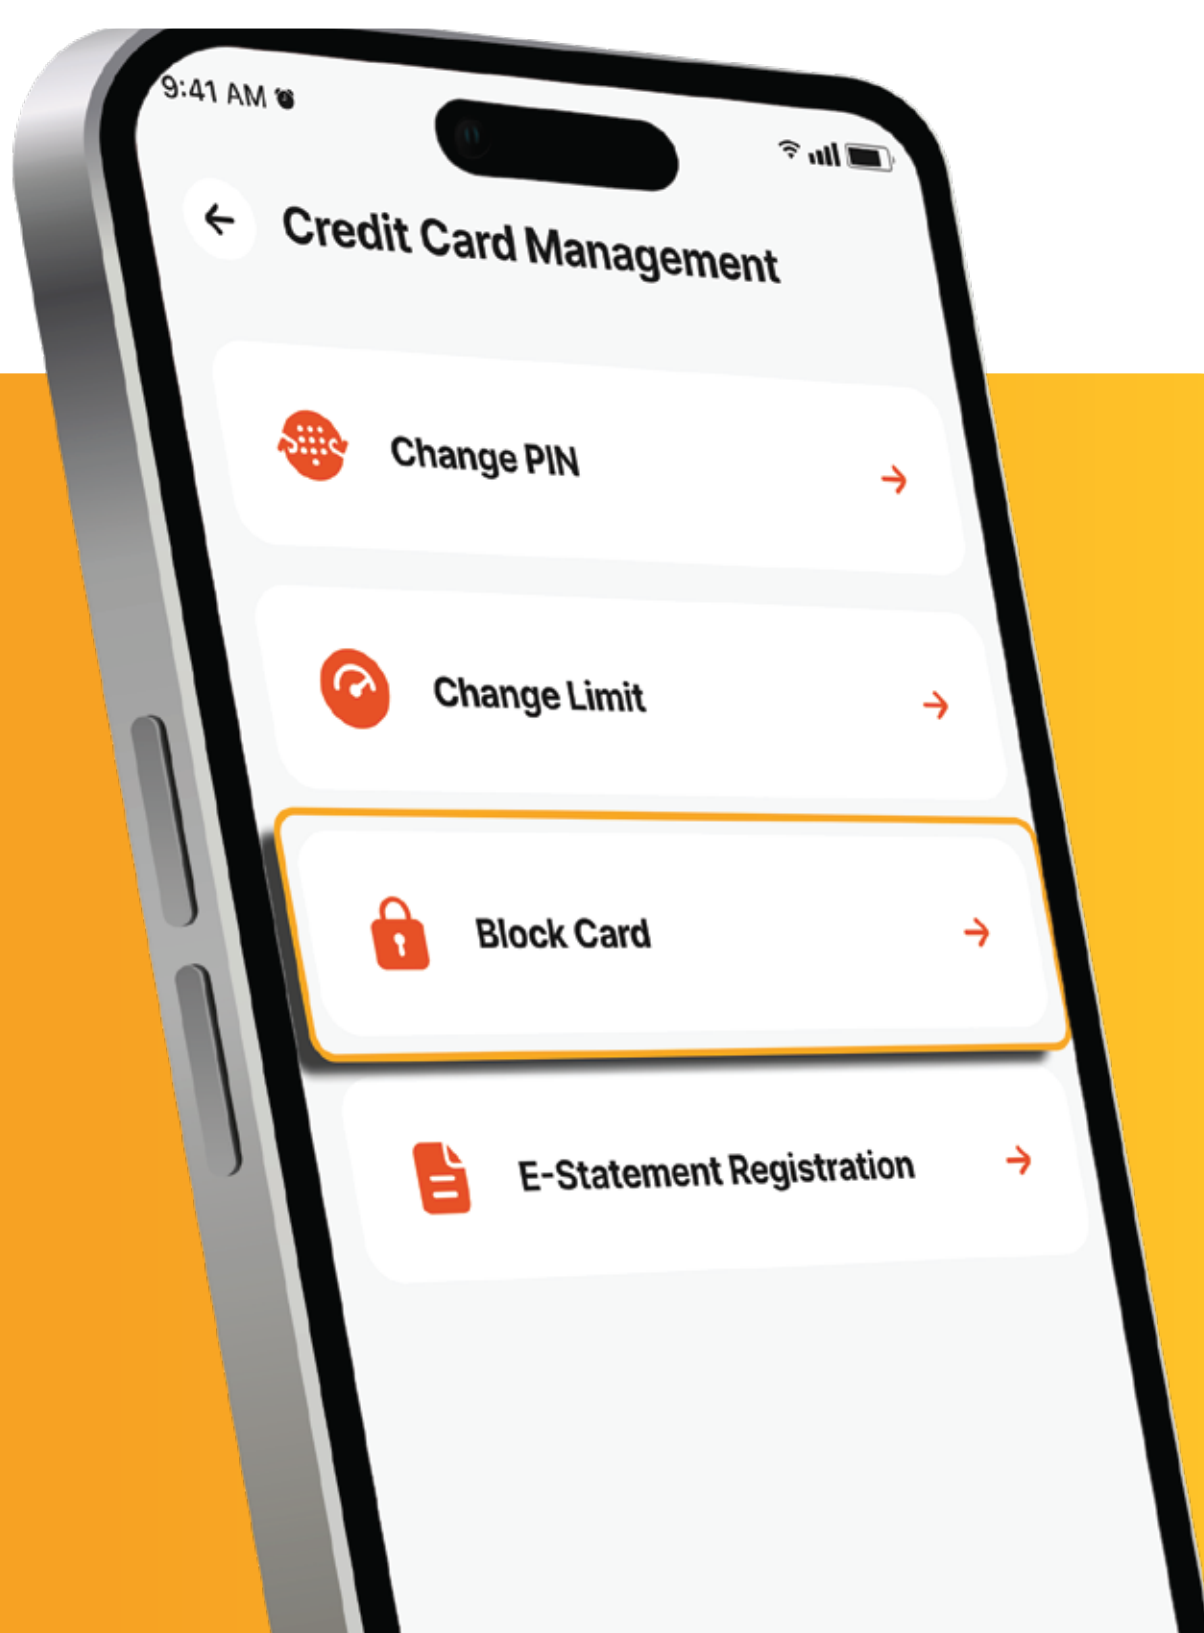 9:41 AM
Credit Card Management
Change PIN
Change Limit
Block Card
E-Statement Registration